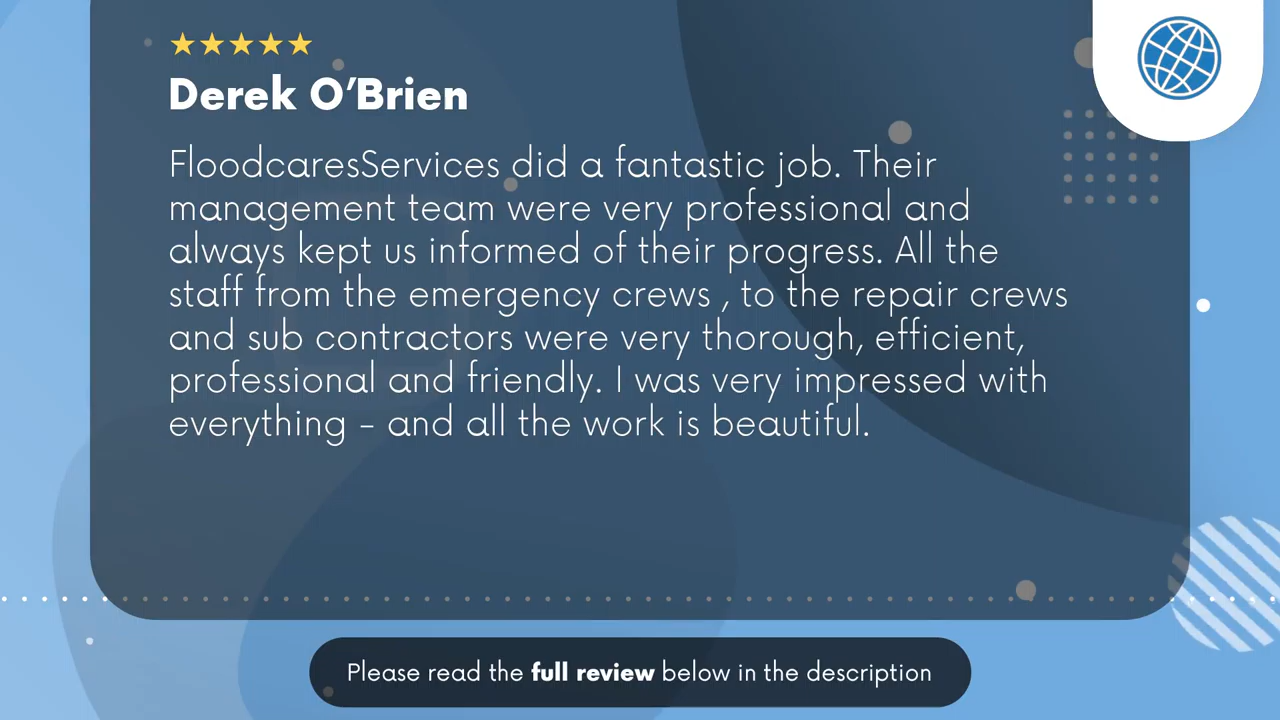 Derek O'Brien
FloodcaresServices did a fantastic job. Their
management team were very professional and
always kept us informed of their progress. All the
staff from the emergency crews , to the repair crews
and sub contractors were very thorough, efficient,
professional and friendly. I was very impressed with
everything – and all the work is beautiful.
Please read the full review below in the description